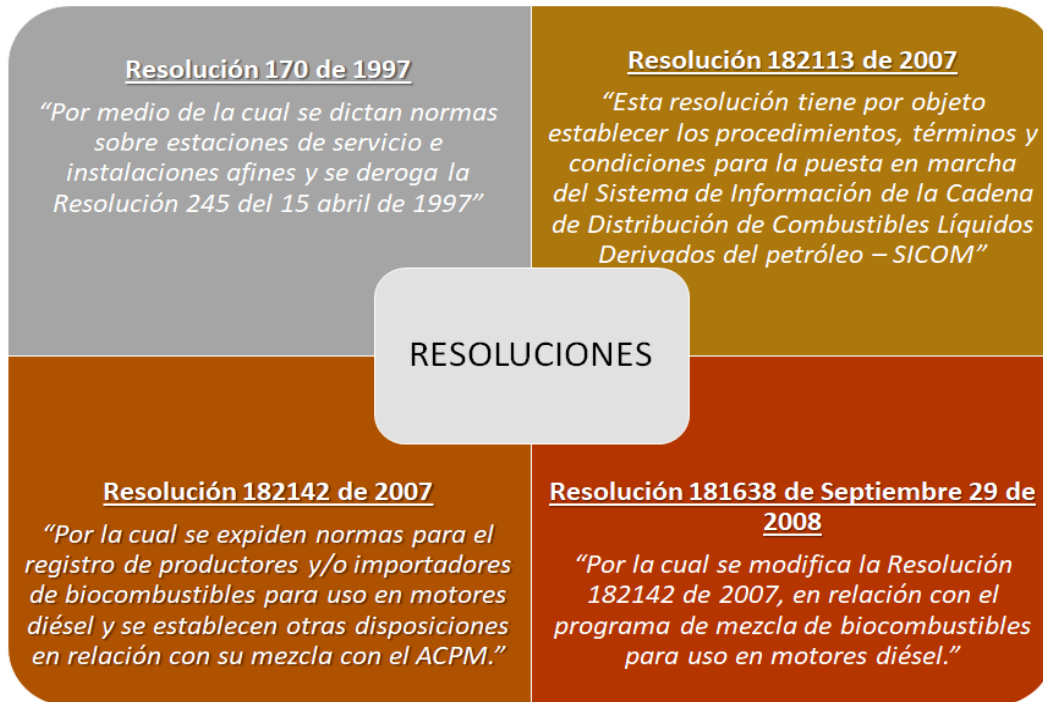 Resolución 170 de 1997
“Por medio de la cual se dictan normas
sobre estaciones de servicio e
instalaciones afines y se deroga la
Resolución 245 del 15 abril de 1997”
Resolución 182113 de 2007
“Esta resolución tiene por objeto
establecer los procedimientos, términos y
condiciones para la puesta en marcha
del Sistema de Información de la Cadena
de Distribución de Combustibles Líquidos
Derivados del petróleo – SICOM”
RESOLUCIONES
Resolución 182142 de 2007
“Por la cual se expiden normas para el
registro de productores y/o importadores
de biocombustibles para uso en motores
diésel y se establecen otras disposiciones
en relación con su mezcla con el ACPM.”
Resolución 181638 de Septiembre 29 de
2008
“Por la cual se modifica la Resolución
182142 de 2007, en relación con el
programa de mezcla de biocombustibles
para uso en motores diésel.”